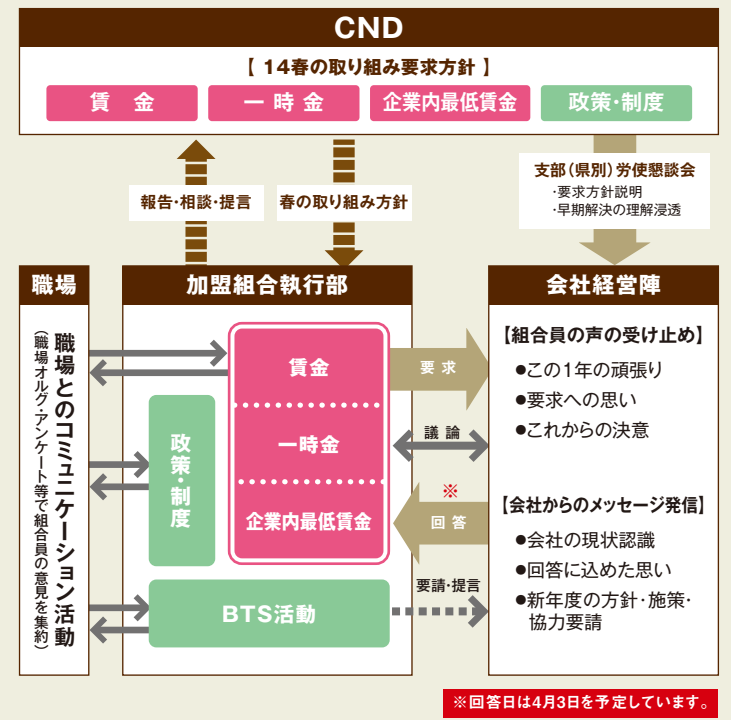 CND
【 14春の取り組み要求方針 】
賃 金
一 時 金
企業内最低賃金
政策・制度
報告・相談・提言
春の取り組み方針
支部（県別）労使懇談会
・要求方針説明
・早期解決の理解浸透
職場
職場とのコミュニケーション活動
（職場オルグ・アンケート等で組合員の意見を集約）
加盟組合執行部
賃金
一時金
企業内最低賃金
政策・制度
BTS活動
要 求
議 論
※
回 答
要請・提言
会社経営陣
【組合員の声の受け止め】
●この1年の頑張り
●要求への思い
●これからの決意
【会社からのメッセージ発信】
●会社の現状認識
●回答に込めた思い
●新年度の方針・施策・
協力要請
※回答日は4月3日を予定しています。